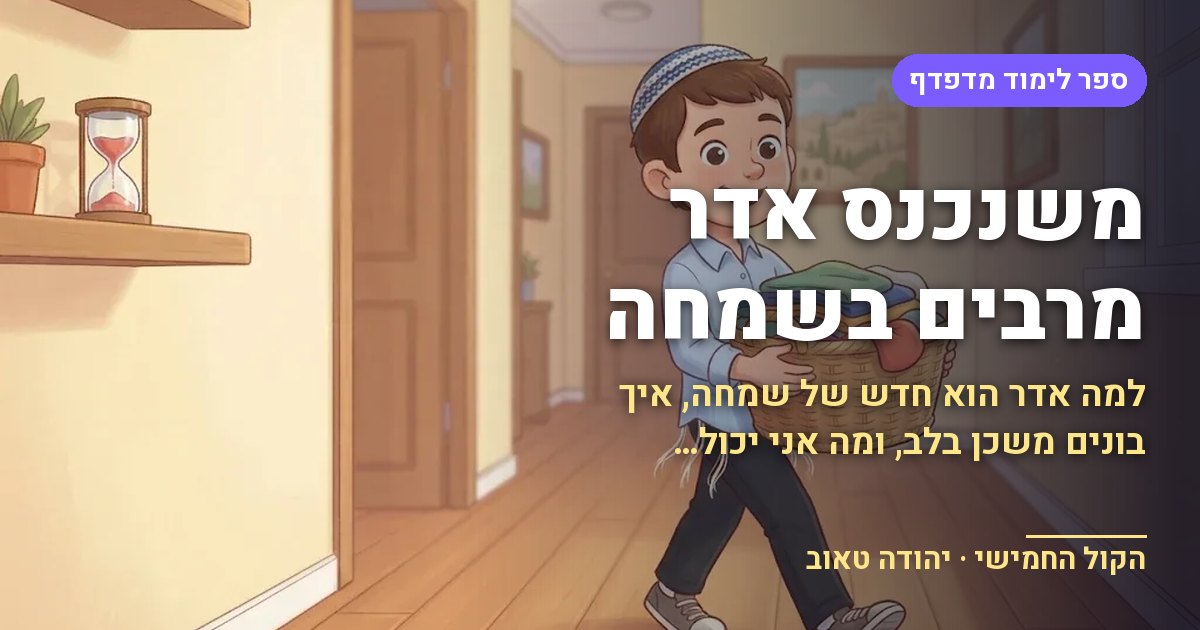 ספר לימוד מדפדף
משנכנס אדר
מרבים בשמחה
למה אדר הוא חדש של שמחה, איך
בונים משכן בלב, ומה אני יכול...
הקול החמישי · יהודה טאוב